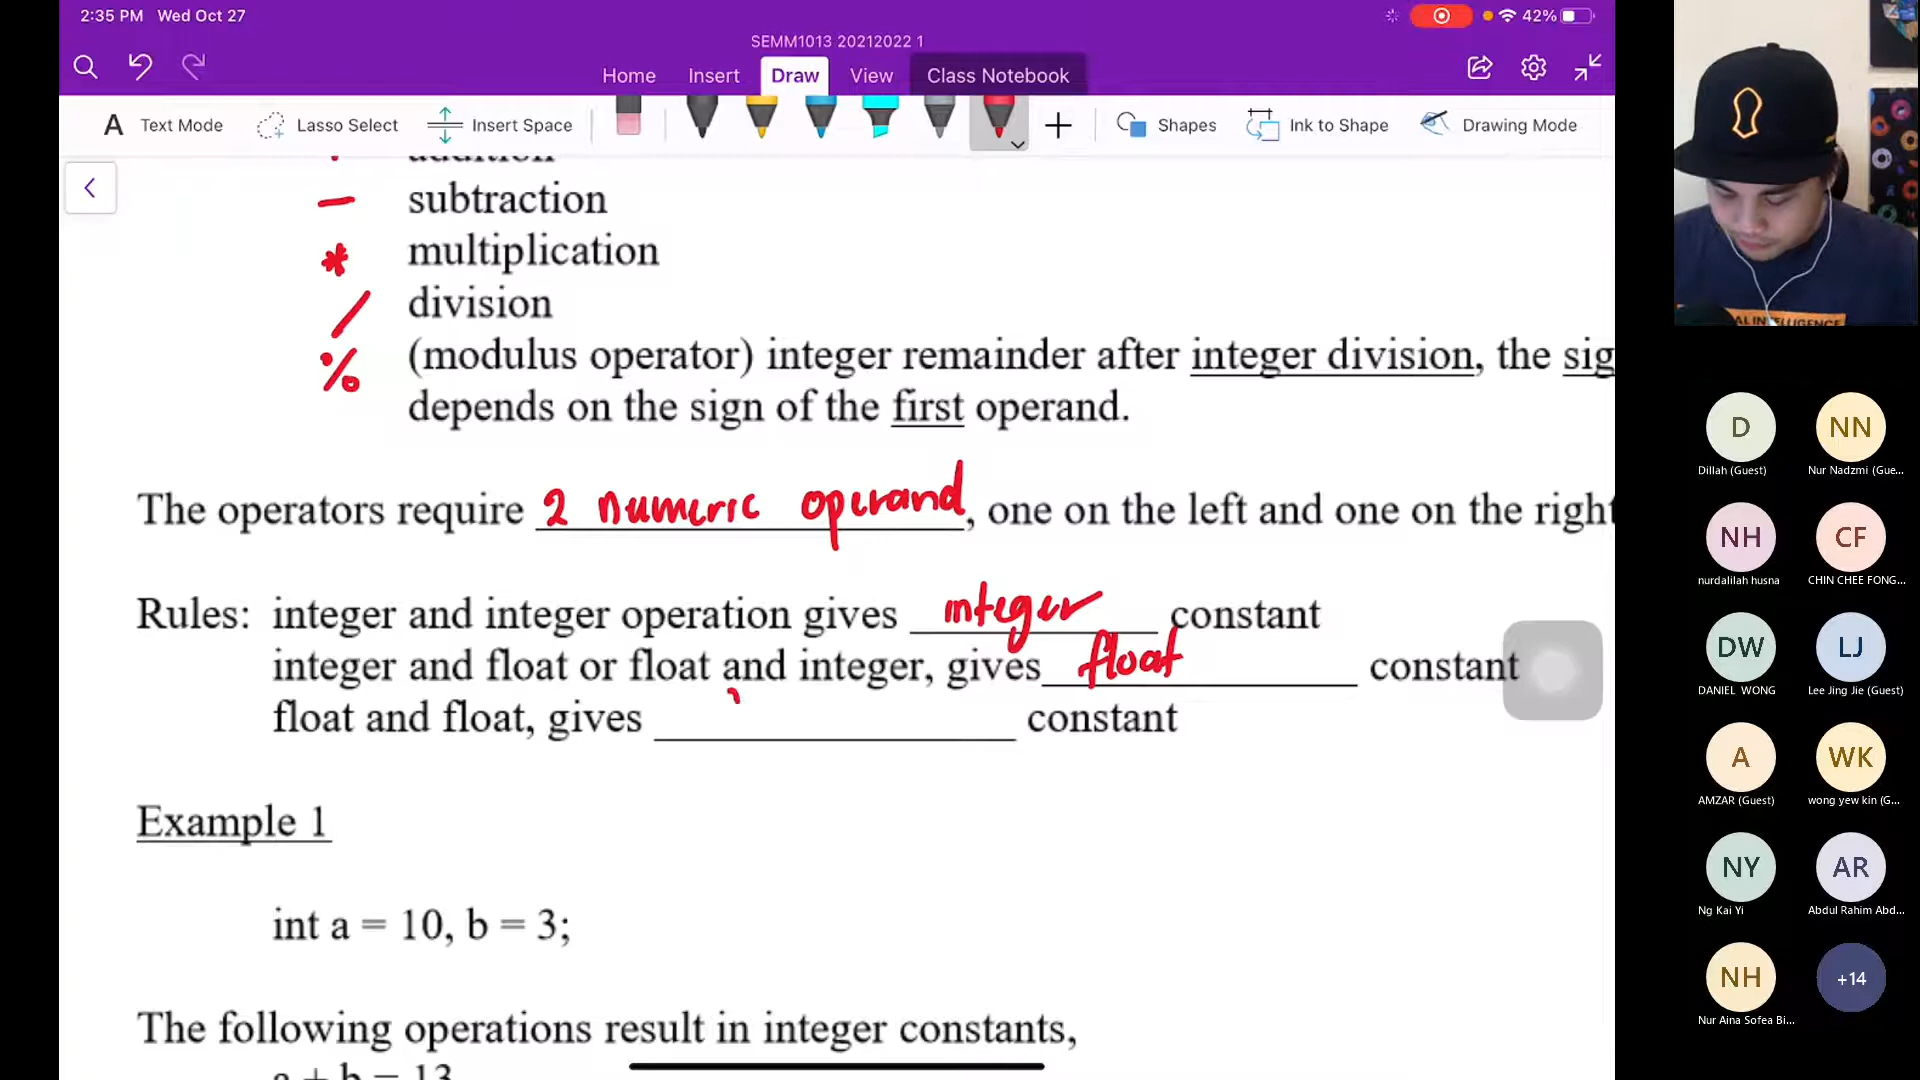 2:35 PM Wed Oct 27
42%
SEMM1013 20212022 1
Home Insert Draw View Class Notebook
A Text Mode Lasso Select Insert Space Shapes Ink to Shape Drawing Mode
addition
— subtraction
* multiplication
/ division
% (modulus operator) integer remainder after integer division, the sig
depends on the sign of the first operand.
The operators require 2 numeric operand, one on the left and one on the right
Rules: integer and integer operation gives integer constant
integer and float or float and integer, gives float constant
float and float, gives ____ constant
Example 1
int a = 10, b = 3;
The following operations result in integer constants,
a + b = 13
AL INTELLIGENCE
D NN
Dillah (Guest) Nur Nadzmi (Gue...
NH CF
nurdalilah husna CHIN CHEE FONG...
DW LJ
DANIEL WONG Lee Jing Jie (Guest)
A WK
AMZAR (Guest) wong yew kin (G...
NY AR
Ng Kai Yi Abdul Rahim Abd...
NH +14
Nur Aina Sofea Bi...